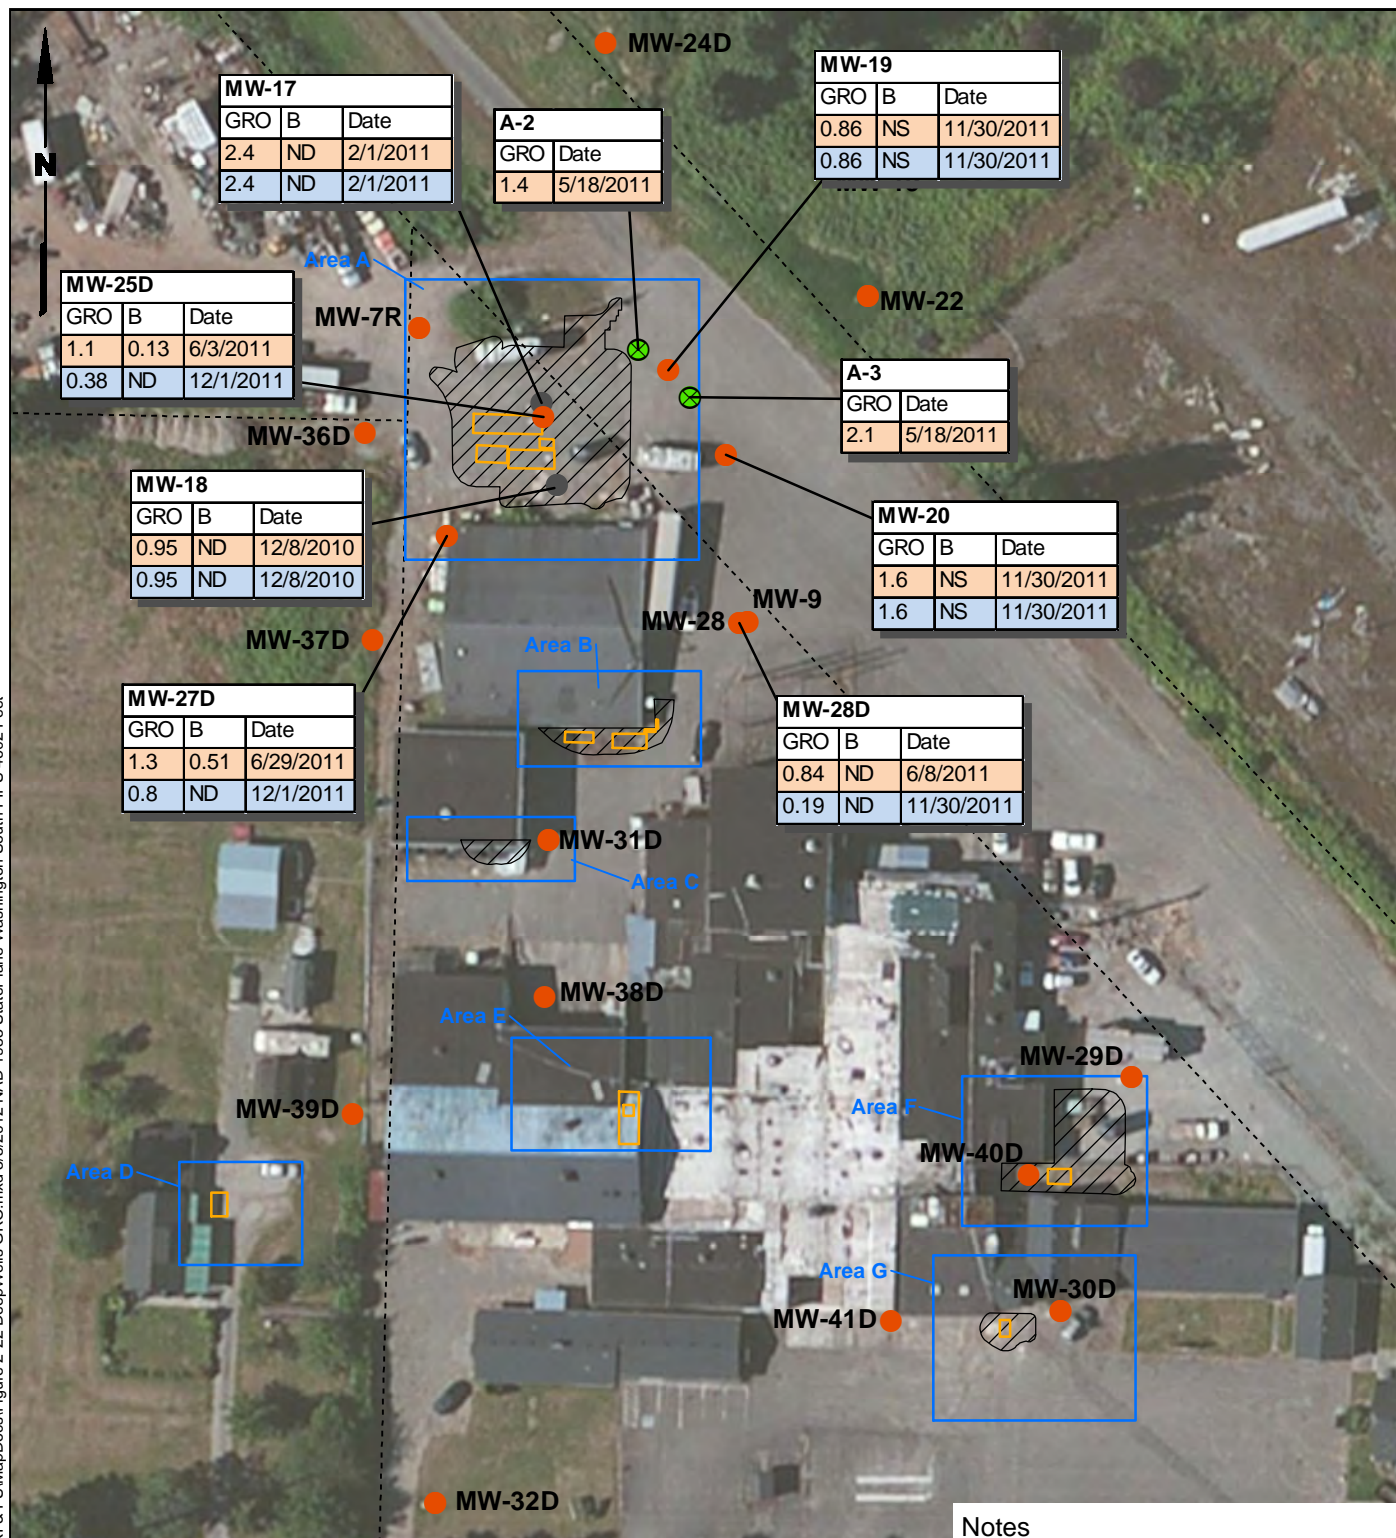 MW-24D
MW-19
GRO B Date
0.86 NS 11/30/2011
0.86 NS 11/30/2011
MW-17
GRO B Date
2.4 ND 2/1/2011
2.4 ND 2/1/2011
A-2
GRO Date
1.4 5/18/2011
N
Area A
MW-25D
GRO B Date
1.1 0.13 6/3/2011
0.38 ND 12/1/2011
MW-7R
MW-22
A-3
GRO Date
2.1 5/18/2011
MW-36D
MW-18
GRO B Date
0.95 ND 12/8/2010
0.95 ND 12/8/2010
MW-20
GRO B Date
1.6 NS 11/30/2011
1.6 NS 11/30/2011
MW-9
MW-28
MW-37D
Area B
MW-27D
GRO B Date
1.3 0.51 6/29/2011
0.8 ND 12/1/2011
MW-28D
GRO B Date
0.84 ND 6/8/2011
0.19 ND 11/30/2011
MW-31D
Area C
MW-38D
Area E
MW-29D
MW-39D
Area F
MW-40D
Area D
Area G
MW-30D
MW-41D
MW-32D
Notes